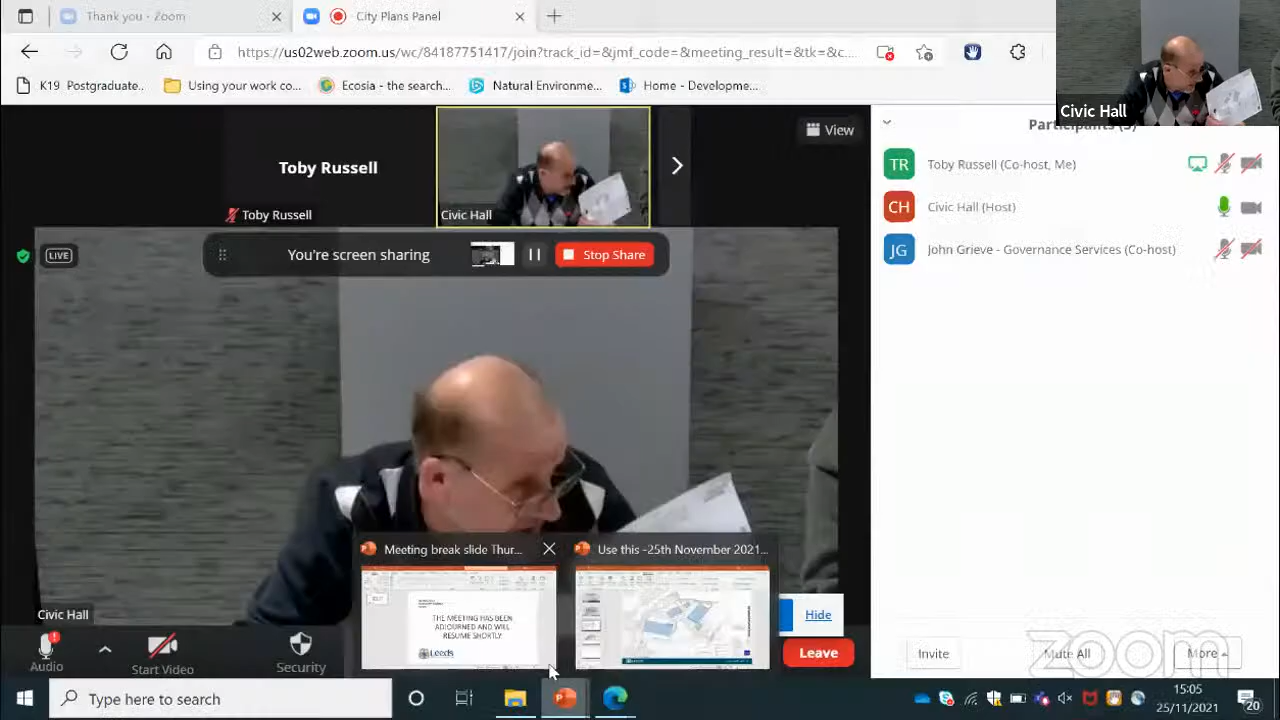 Thank you - Zoom
City Plans Panel
https://us02web.zoom.us/wc/84187751417/join?track_id=&jmf_code=&meeting_result=&tk=&c...
K19 Postgraduate.
Using your work co...
Ecosia - the search...
Natural Environme...
Home - Developme...
Civic Hall
View
Toby Russell
Toby Russell
Civic Hall
LIVE
You're screen sharing
Stop Share
TR
Toby Russell (Co-host, Me)
CH
Civic Hall (Host)
JG
John Grieve - Governance Services (Co-host)
Meeting break slide Thur...
Use this -25th November 2021...
THE MEETING HAS BEEN
ADJOURNED AND WILL
RESUME SHORTLY
Leeds
Civic Hall
Hide
Audio
Start Video
Security
Leave
Invite
Mute All
More
zoom
Type here to search
15:05
25/11/2021
20